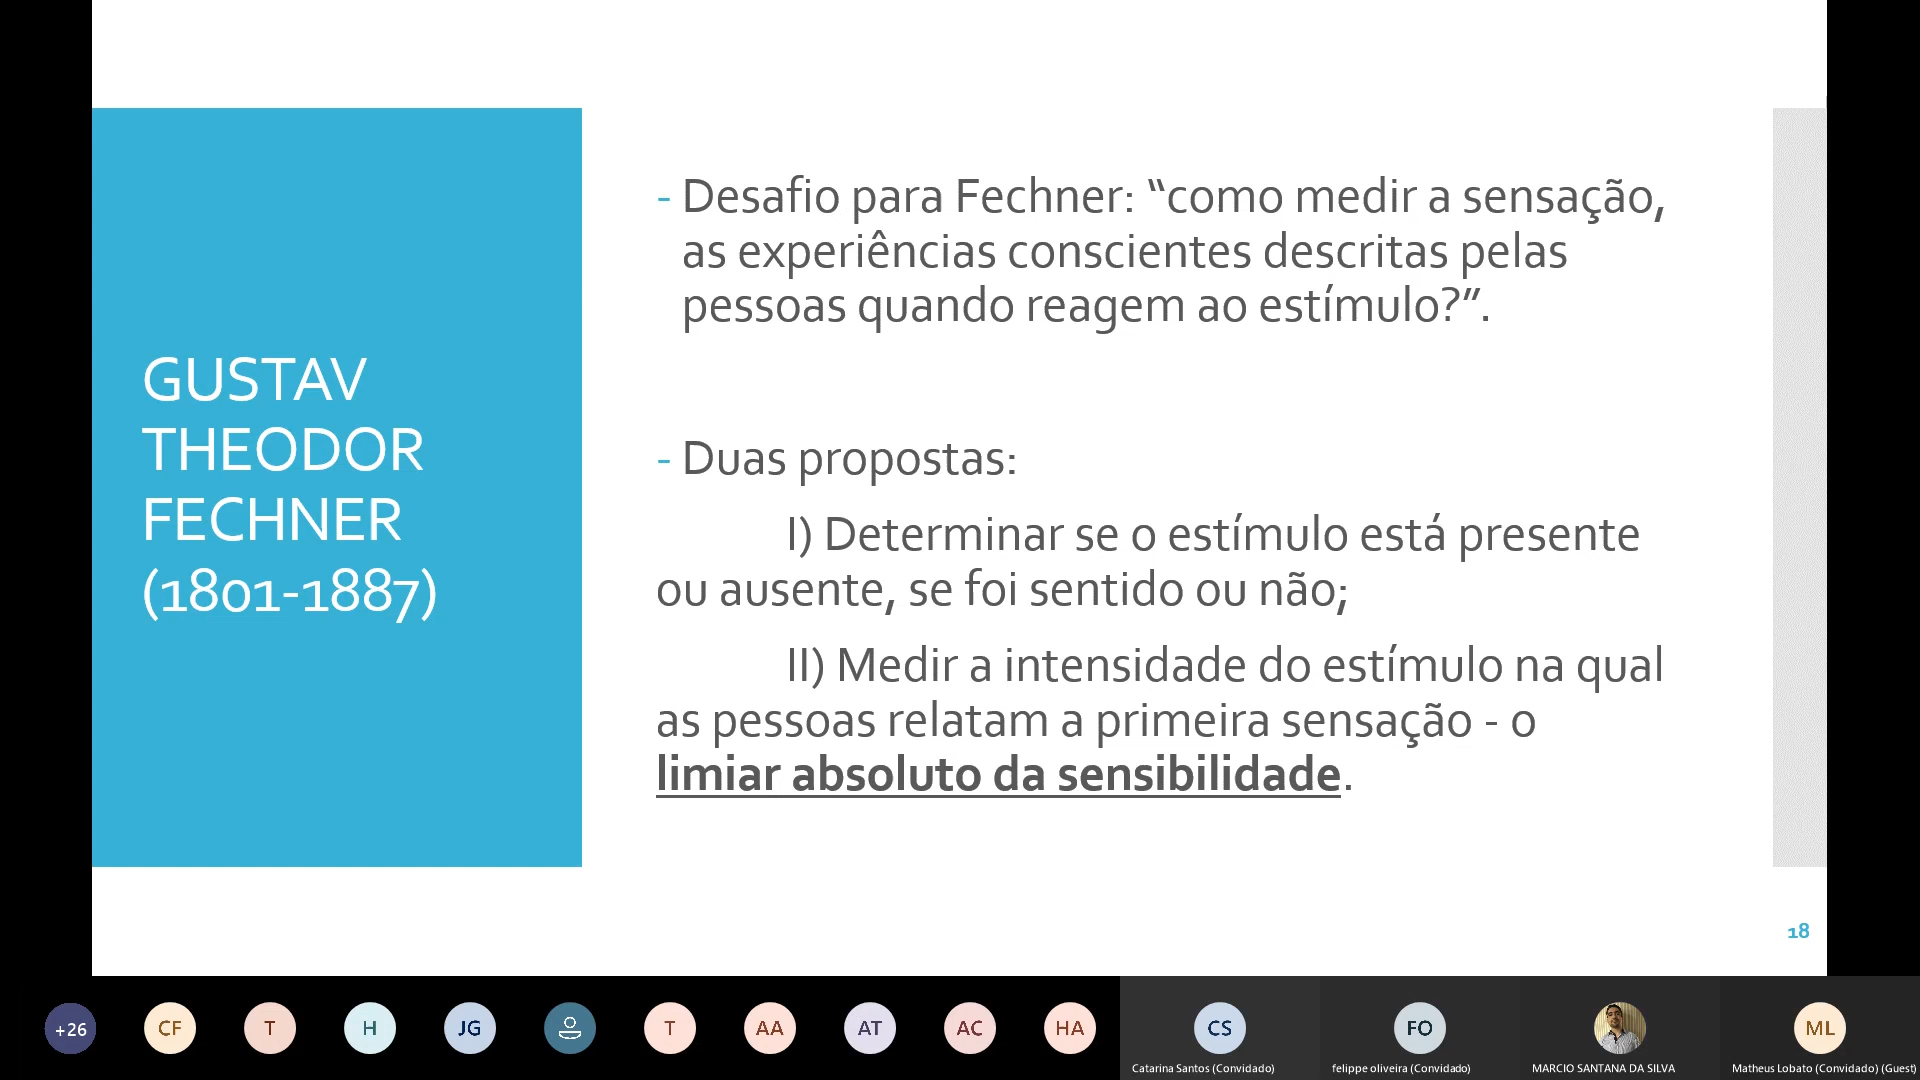 GUSTAV
THEODOR
FECHNER
(1801-1887)
- Desafio para Fechner: “como medir a sensação,
as experiências conscientes descritas pelas
pessoas quando reagem ao estímulo?”.
- Duas propostas:
I) Determinar se o estímulo está presente
ou ausente, se foi sentido ou não;
II) Medir a intensidade do estímulo na qual
as pessoas relatam a primeira sensação - o
limiar absoluto da sensibilidade.
18
+26
CF
T
H
JG
T
AA
AT
AC
HA
CS
FO
ML
Catarina Santos (Convidado)
felippe oliveira (Convidado)
MARCIO SANTANA DA SILVA
Matheus Lobato (Convidado) (Guest)